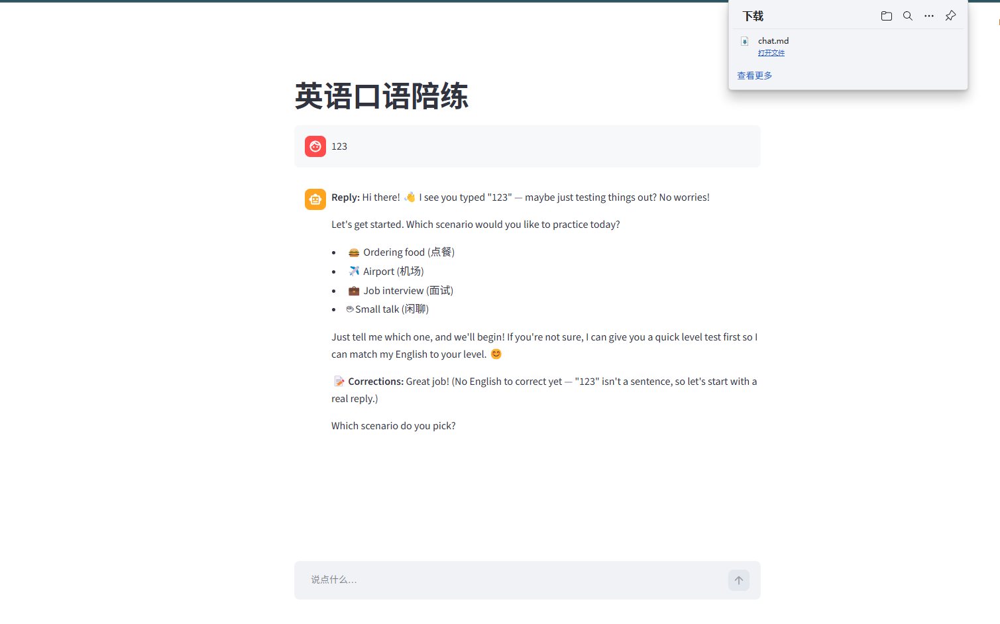 下载
chat.md
打开文件
查看更多
英语口语陪练
123
Reply: Hi there! 👋 I see you typed "123" — maybe just testing things out? No worries!
Let's get started. Which scenario would you like to practice today?
• 🍔 Ordering food (点餐)
• ✈️ Airport (机场)
• 💼 Job interview (面试)
• ☕Small talk (闲聊)
Just tell me which one, and we'll begin! If you're not sure, I can give you a quick level test first so I
can match my English to your level. 😊
📝 Corrections: Great job! (No English to correct yet — "123" isn't a sentence, so let's start with a
real reply.)
Which scenario do you pick?
说点什么...